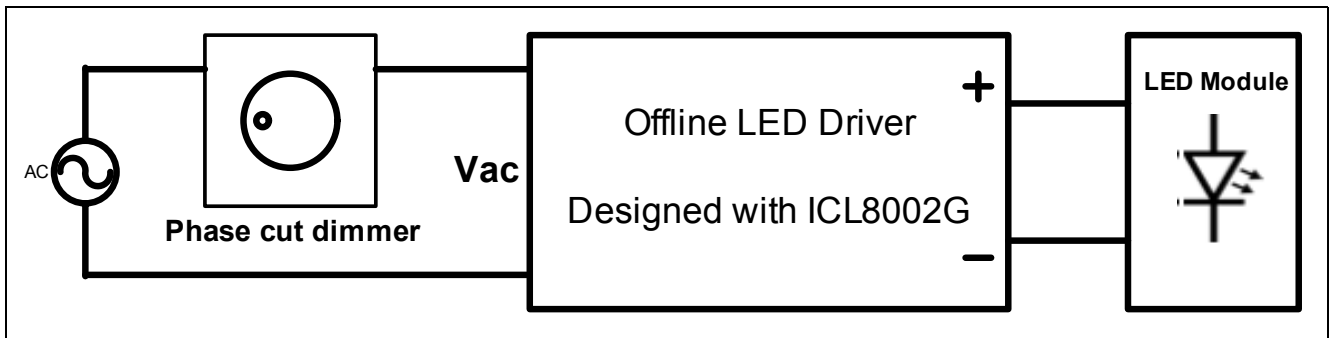 AC
Phase cut dimmer
Vac
Offline LED Driver
Designed with ICL8002G
+
−
LED Module